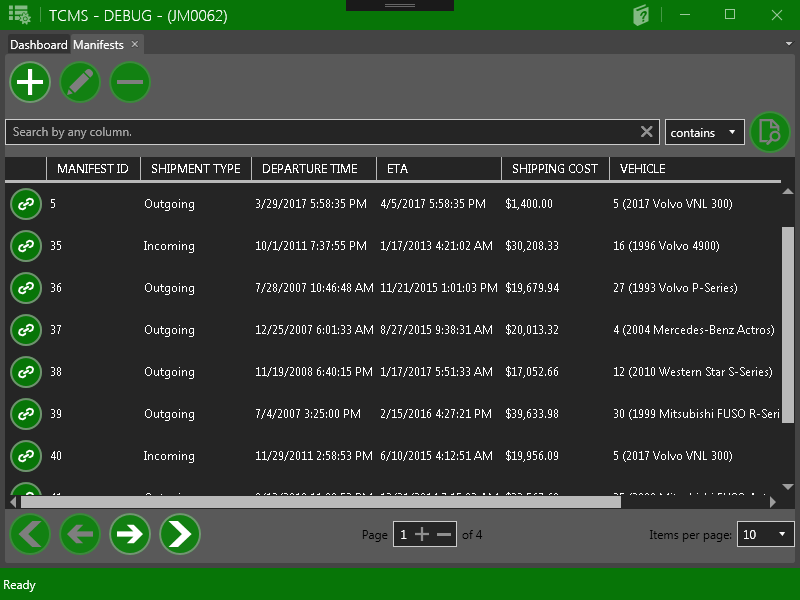 TCMS - DEBUG - (JM0062)
Dashboard Manifests ×
Search by any column. contains
MANIFEST ID SHIPMENT TYPE DEPARTURE TIME ETA SHIPPING COST VEHICLE
5 Outgoing 3/29/2017 5:58:35 PM 4/5/2017 5:58:35 PM $1,400.00 5 (2017 Volvo VNL 300)
35 Incoming 10/1/2011 7:37:55 PM 1/17/2013 4:21:02 AM $30,208.33 16 (1996 Volvo 4900)
36 Outgoing 7/28/2007 10:46:48 AM 11/21/2015 1:01:03 PM $19,679.94 27 (1993 Volvo P-Series)
37 Outgoing 12/25/2007 6:01:33 AM 8/27/2015 9:38:31 AM $20,013.32 4 (2004 Mercedes-Benz Actros)
38 Outgoing 11/19/2008 6:40:15 PM 1/17/2017 5:51:33 AM $17,052.66 12 (2010 Western Star S-Series)
39 Outgoing 7/4/2007 3:25:00 PM 2/15/2016 4:27:21 PM $39,633.98 30 (1999 Mitsubishi FUSO R-Seri
40 Incoming 11/29/2011 2:58:53 PM 6/10/2015 4:12:51 AM $19,956.09 5 (2017 Volvo VNL 300)
Page 1 of 4 Items per page: 10
Ready